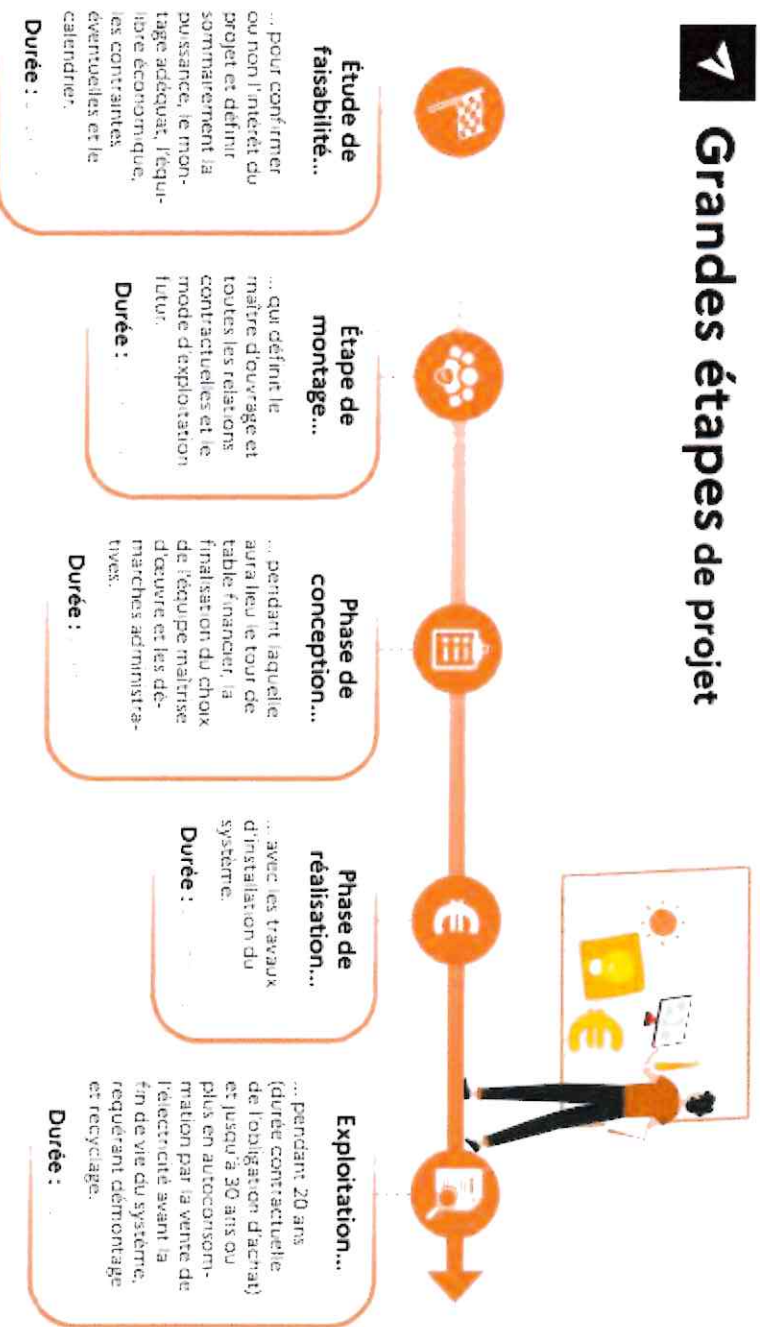 Grandes étapes de projet
Étude de
faisabilité...
... pour confirmer
ou non l'intérêt du
projet et définir
sommairement la
puissance, le mon-
tage adéquat, l'équi-
libre économique,
les contraintes
éventuelles et le
calendrier.
Durée :
Étape de
montage...
... qui définit le
maître d'ouvrage et
toutes les relations
contractuelles et le
mode d'exploitation
futur.
Durée :
Phase de
conception...
... pendant laquelle
aura lieu le tour de
table financier, la
finalisation du choix
de l'équipe maîtrise
d'œuvre et les dé-
marches administra-
tives.
Durée :
Phase de
réalisation...
... avec les travaux
d'installation du
système.
Durée :
Exploitation...
... pendant 20 ans
(durée contractuelle
de l'obligation d'achat)
et jusqu'à 30 ans ou
plus en autoconsom-
mation par la vente de
l'électricité avant la
fin de vie du système,
requérant démontage
et recyclage.
Durée :